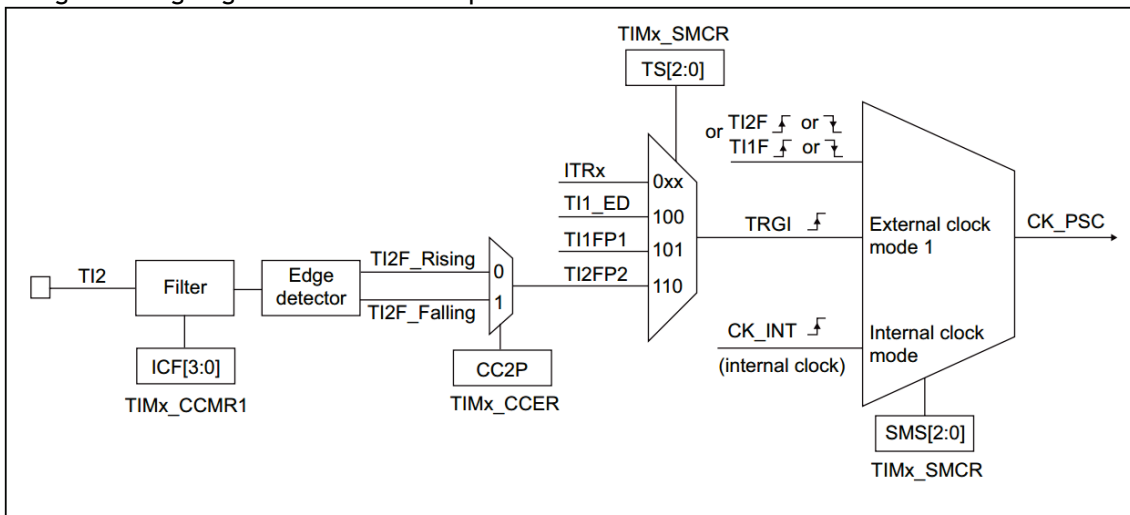 TIMx_SMCR
TS[2:0]
or TI2F or
TI1F or
ITRx
0xx
TI1_ED
100
TI1FP1
101
TI2FP2
110
TRGI
External clock
mode 1
CK_PSC
TI2
Filter
Edge
detector
TI2F_Rising
0
TI2F_Falling
1
CK_INT
(internal clock)
Internal clock
mode
ICF[3:0]
TIMx_CCMR1
CC2P
TIMx_CCER
SMS[2:0]
TIMx_SMCR